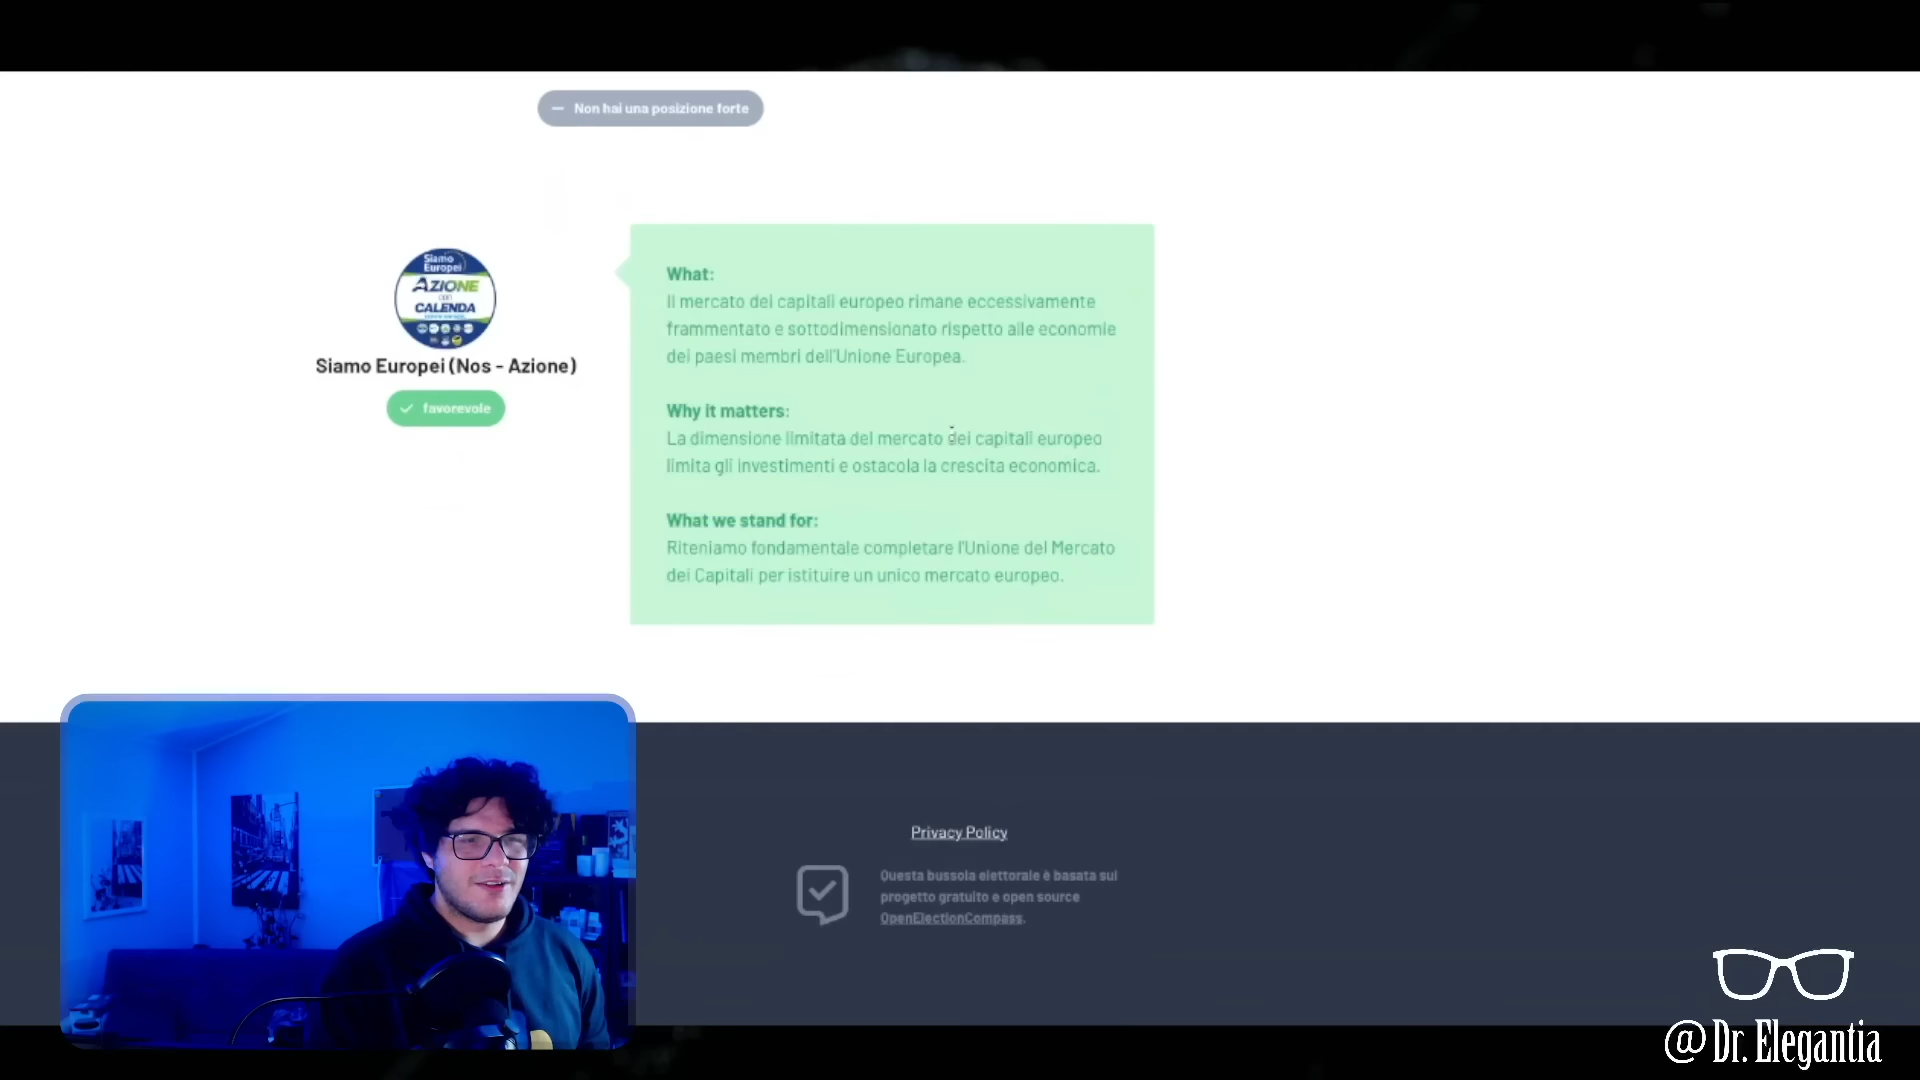 Non hai una posizione forte
Siamo
Europei
AZIONE
CON
CALENDA
Siamo Europei (Nos - Azione)
favorevole
What:
Il mercato dei capitali europeo rimane eccessivamente
frammentato e sottodimensionato rispetto alle economie
dei paesi membri dell'Unione Europea.
Why it matters:
La dimensione limitata del mercato dei capitali europeo
limita gli investimenti e ostacola la crescita economica.
What we stand for:
Riteniamo fondamentale completare l'Unione del Mercato
dei Capitali per istituire un unico mercato europeo.
Privacy Policy
Questa bussola elettorale è basata sul
progetto gratuito e open source
OpenElectionCompass.
@Dr. Elegantia